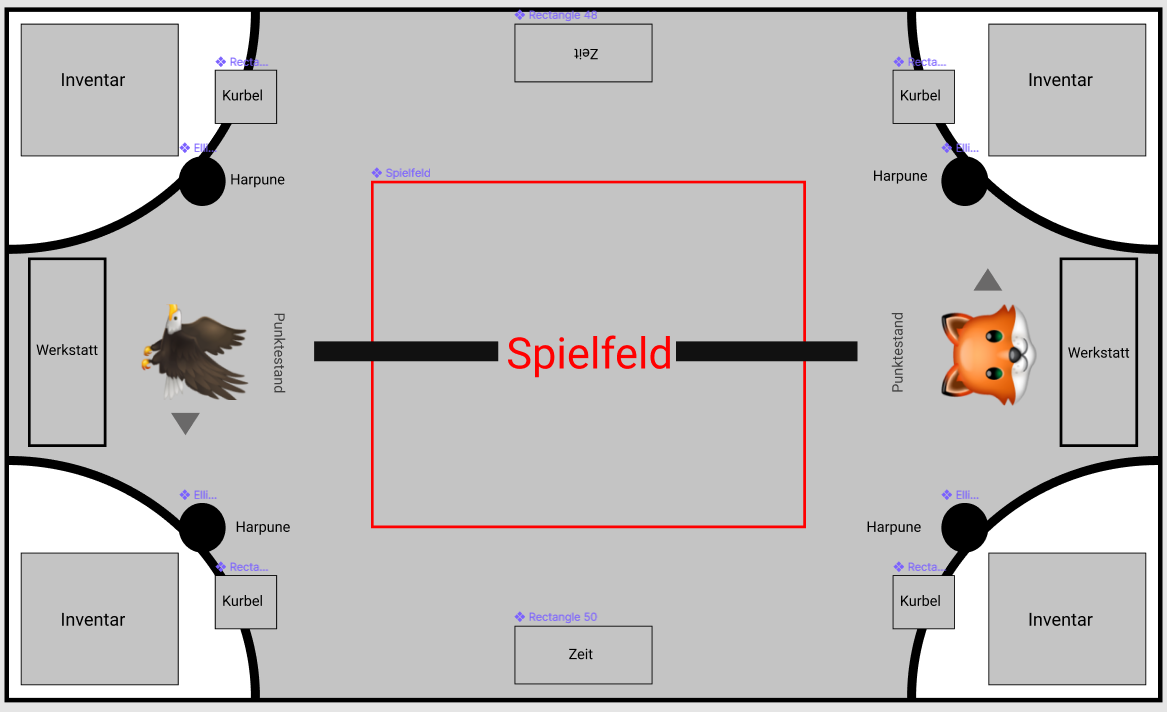 Rectangle 48
Zeit
Inventar
Recta...
Kurbel
Recta...
Kurbel
Inventar
Elli...
Harpune
Elli...
Harpune
Spielfeld
Werkstatt
Punktestand
Spielfeld
Punktestand
Werkstatt
Elli...
Harpune
Elli...
Harpune
Recta...
Kurbel
Recta...
Kurbel
Inventar
Rectangle 50
Zeit
Inventar